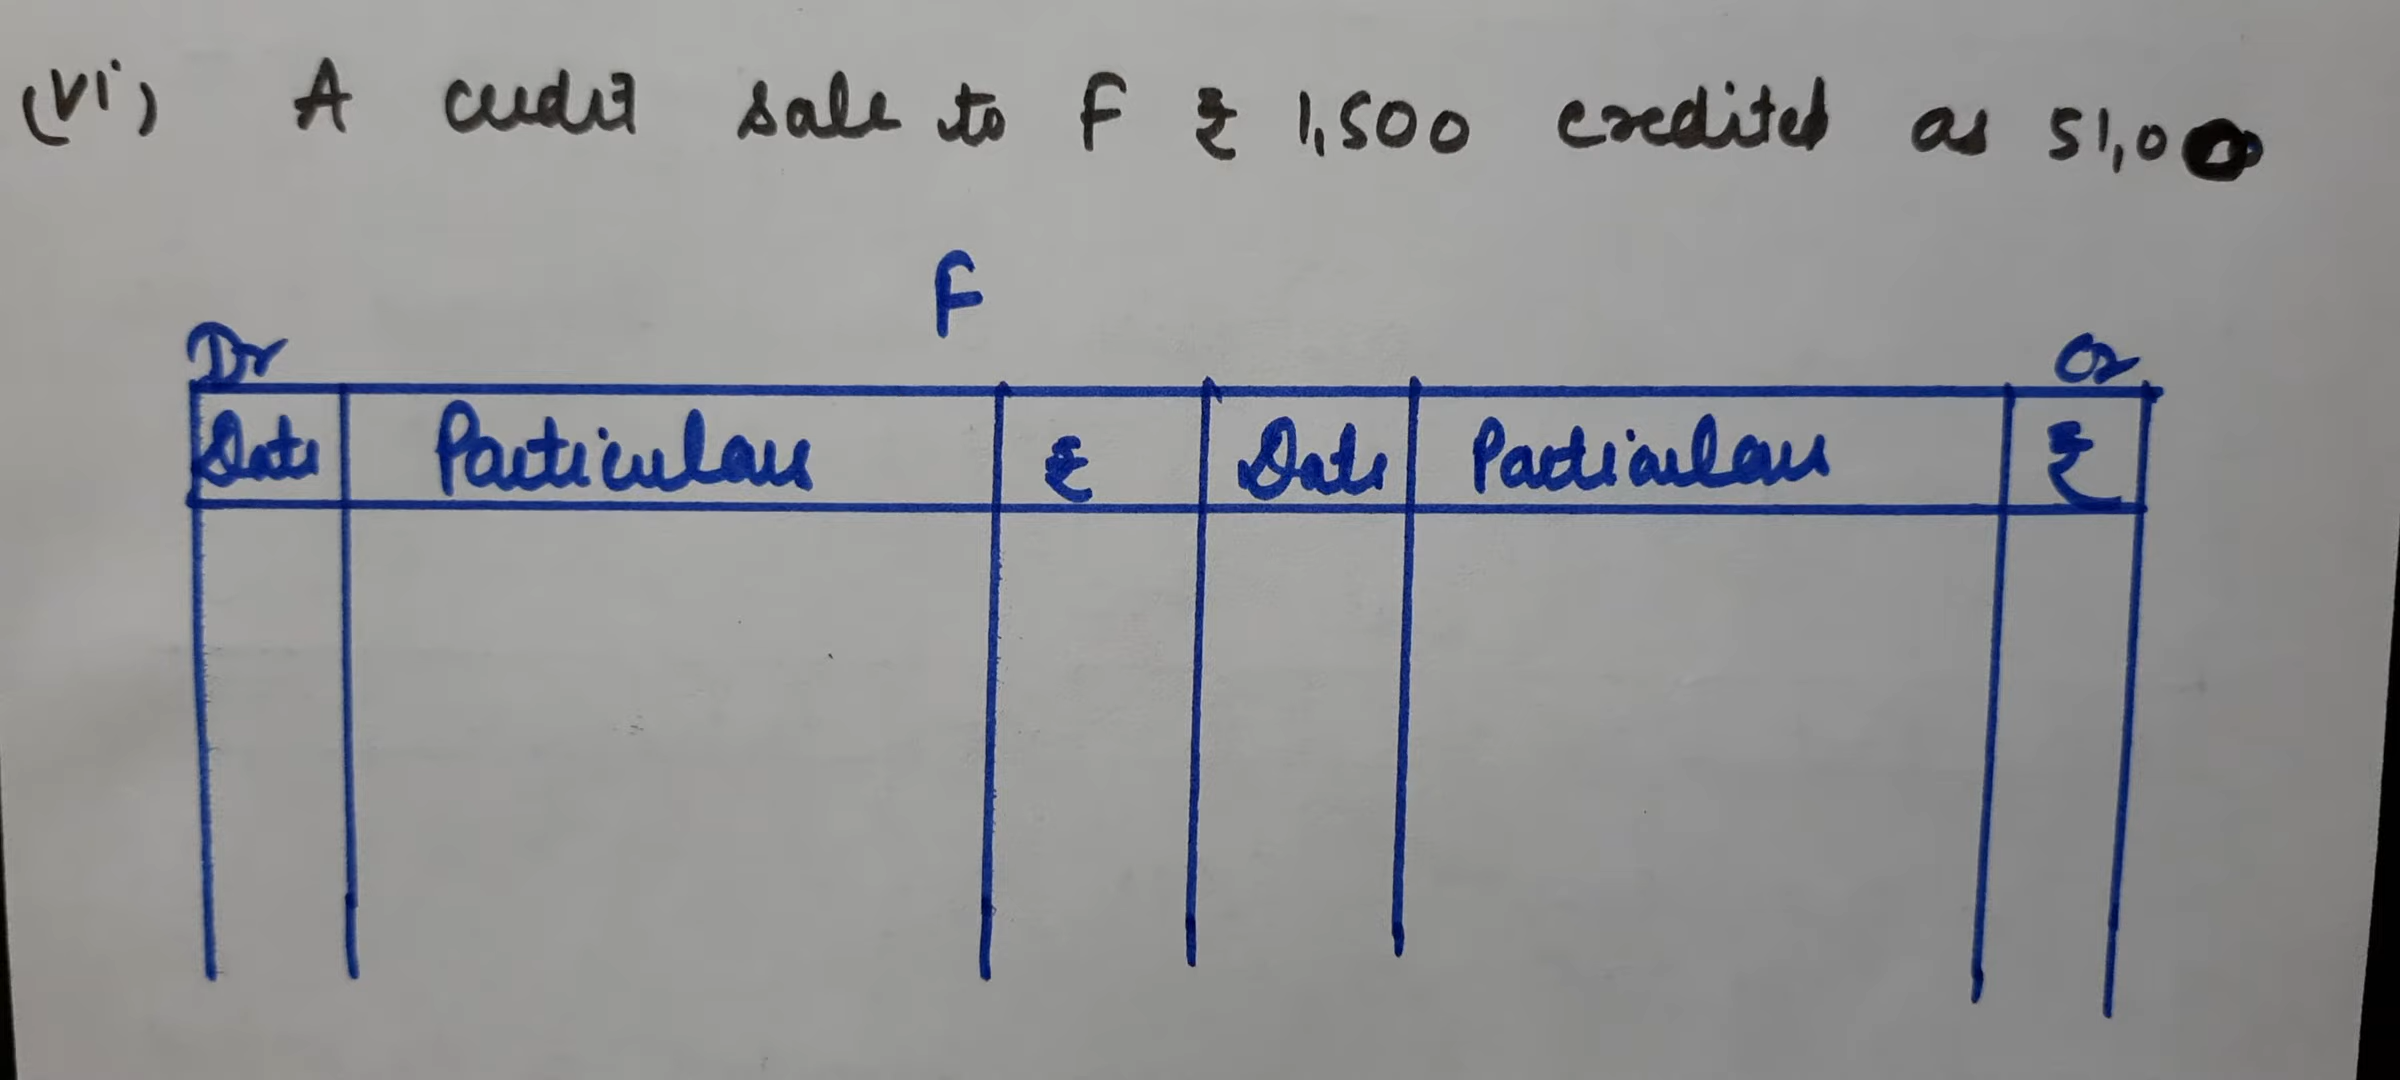 (vi) A credit sale to F ₹ 1,500 credited as 51,00
F
Dr Cr
Date Particulars ₹ Date Particulars ₹